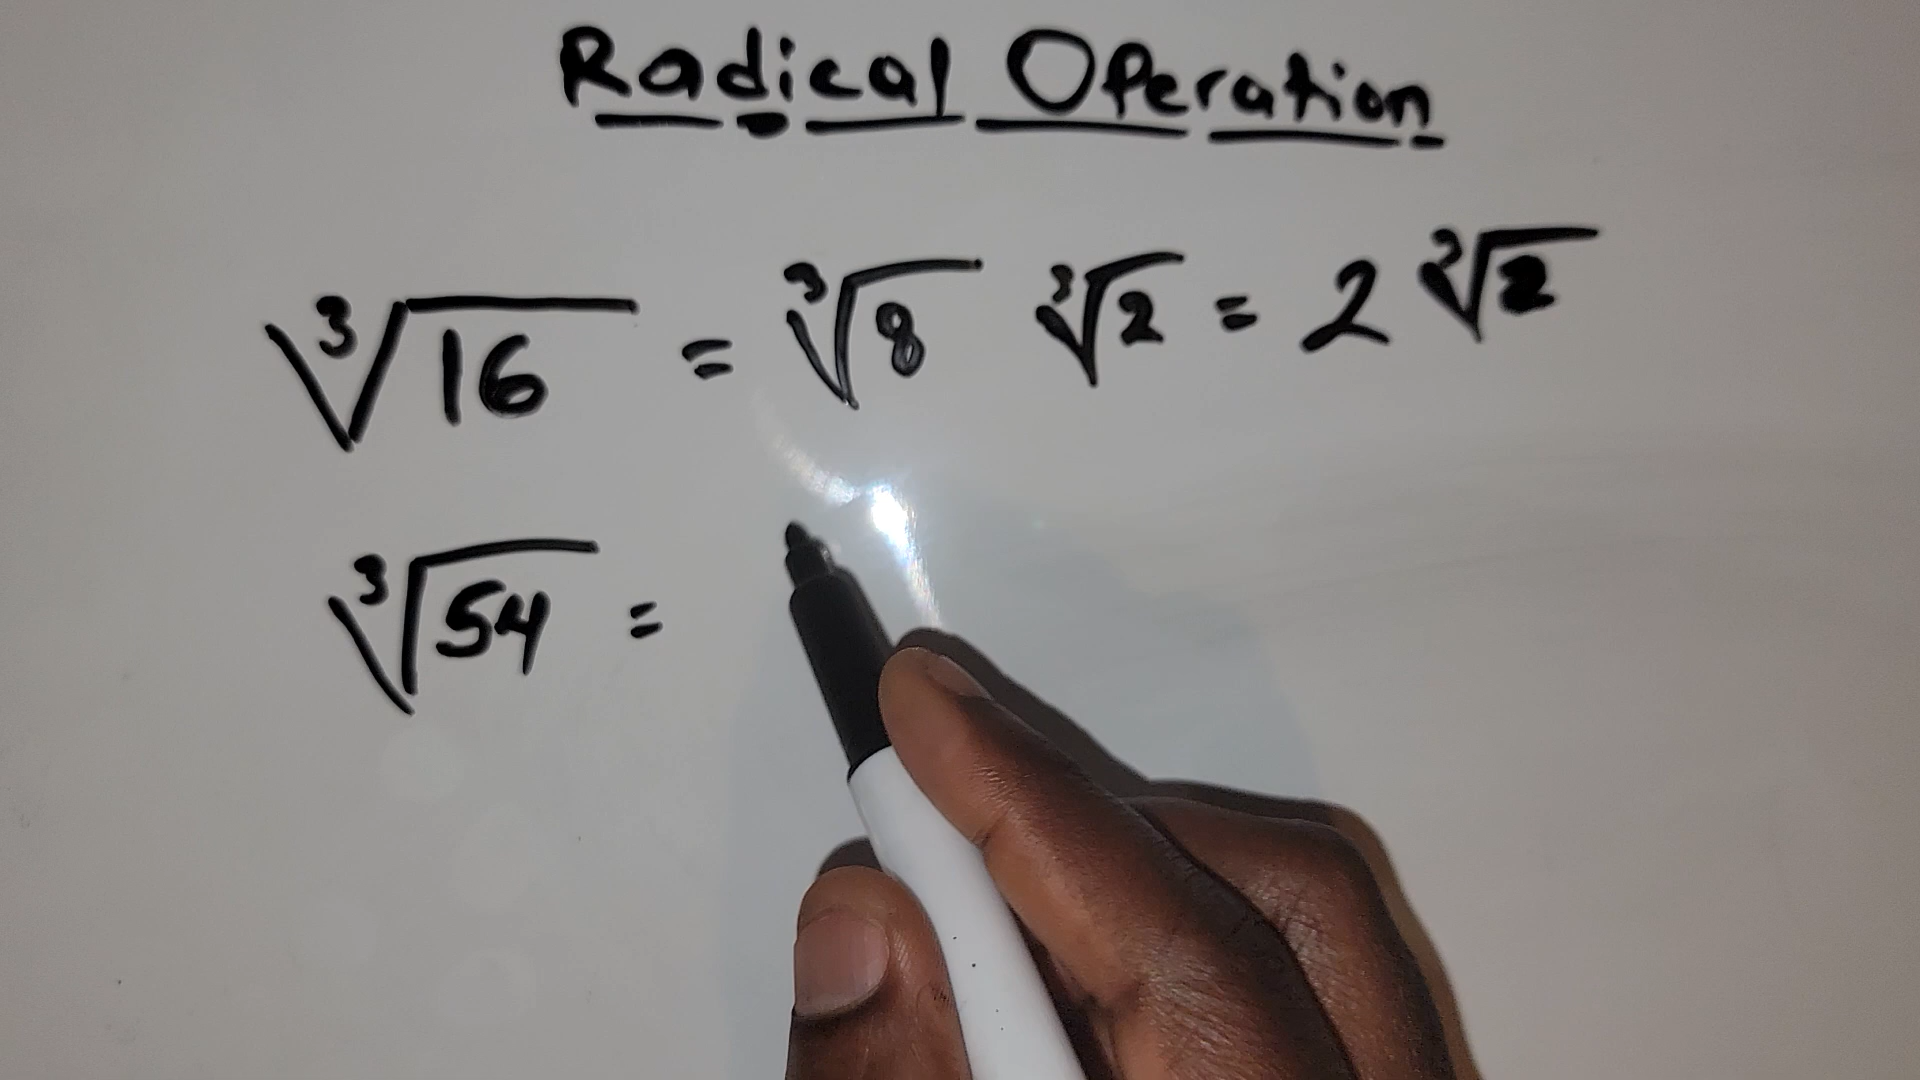 Radical Operation
∛16 = ∛8 ∛2 = 2 ∛2
∛54 =